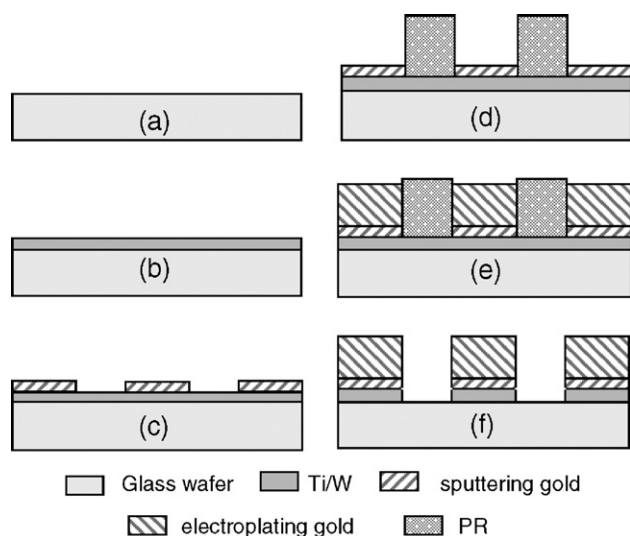 (a)
(b)
(c)
(d)
(e)
(f)
Glass wafer Ti/W sputtering gold
electroplating gold PR